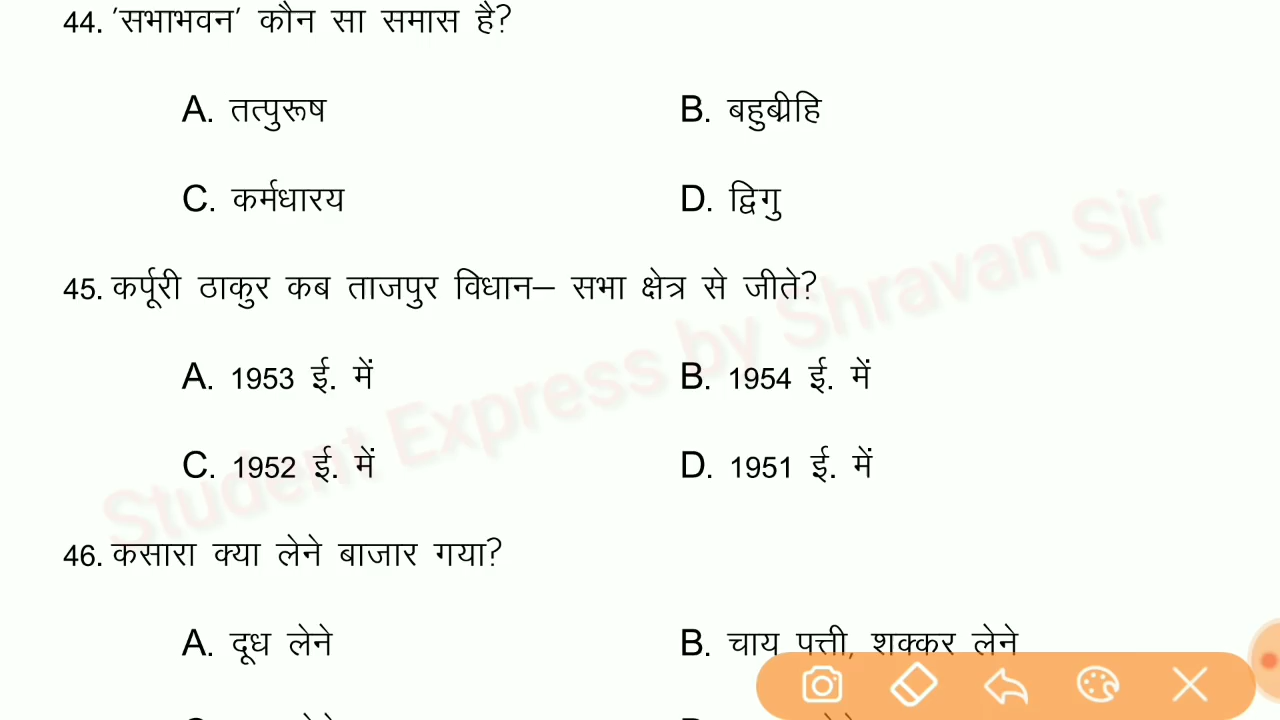 44. 'सभाभवन' कौन सा समास है?
A. तत्पुरूष B. बहुब्रीहि
C. कर्मधारय D. द्विगु
45. कर्पूरी ठाकुर कब ताजपुर विधान– सभा क्षेत्र से जीते?
A. 1953 ई. में B. 1954 ई. में
C. 1952 ई. में D. 1951 ई. में
46. कसारा क्या लेने बाजार गया?
A. दूध लेने B. चाय पत्ती, शक्कर लेने
Student Express by Shravan Sir